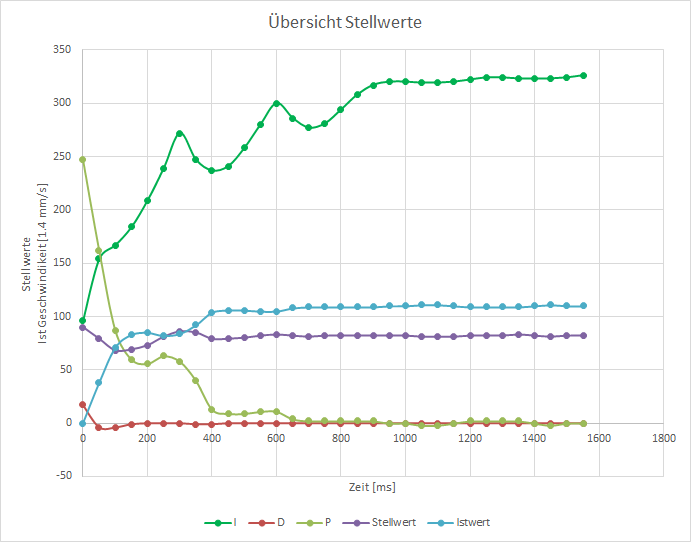 Übersicht Stellwerte
350
300
250
200
150
100
50
0
-50
Stellwerte
Ist Geschwindikeit [1.4 mm/s]
0 200 400 600 800 1000 1200 1400 1600 1800
Zeit [ms]
I D P Stellwert Istwert